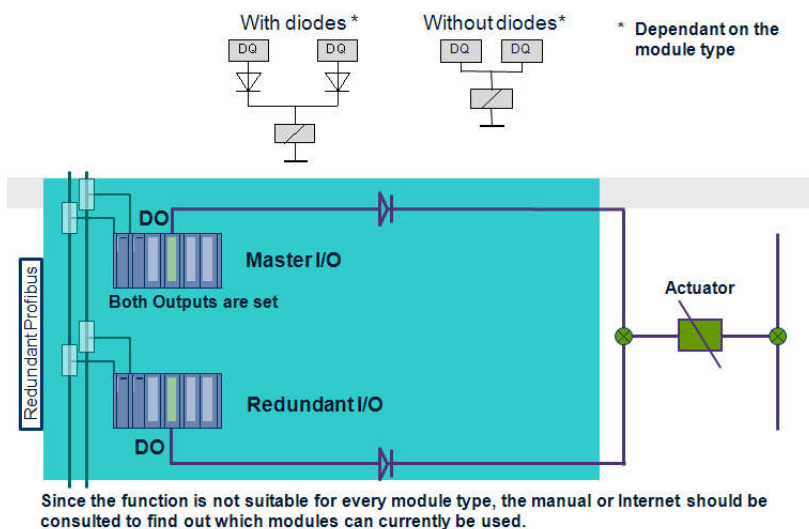 With diodes *
Without diodes*
* Dependant on the
module type
DQ
DQ
DQ
DQ
DO
Master I/O
Both Outputs are set
Actuator
Redundant Profibus
Redundant I/O
DO
Since the function is not suitable for every module type, the manual or Internet should be
consulted to find out which modules can currently be used.